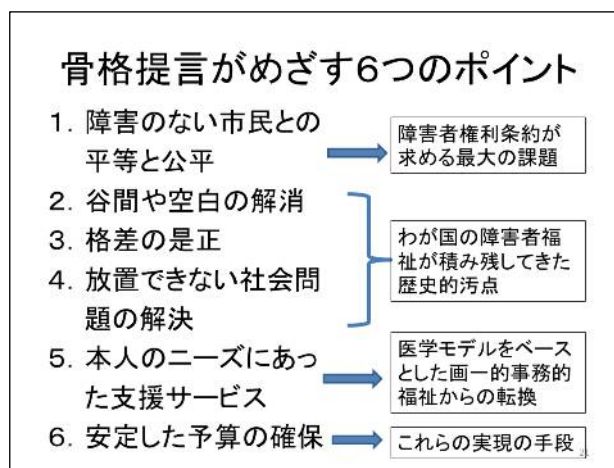 骨格提言がめざす6つのポイント
1. 障害のない市民との
平等と公平
障害者権利条約が
求める最大の課題
2. 谷間や空白の解消
3. 格差の是正
4. 放置できない社会問
題の解決
わが国の障害者福
祉が積み残してきた
歴史的汚点
5. 本人のニーズにあっ
た支援サービス
医学モデルをベース
とした画一的事務的
福祉からの転換
6. 安定した予算の確保
これらの実現の手段